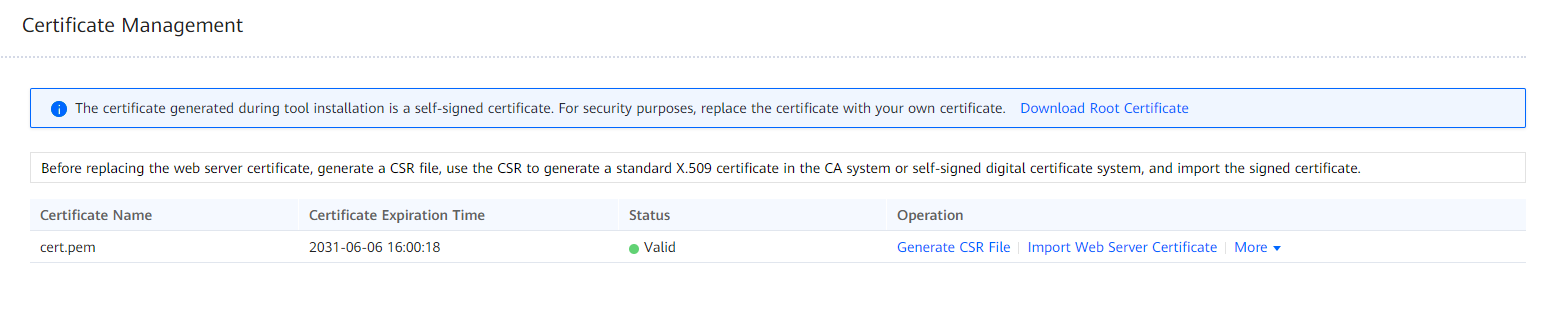 Certificate Management
The certificate generated during tool installation is a self-signed certificate. For security purposes, replace the certificate with your own certificate. Download Root Certificate
Before replacing the web server certificate, generate a CSR file, use the CSR to generate a standard X.509 certificate in the CA system or self-signed digital certificate system, and import the signed certificate.
Certificate Name Certificate Expiration Time Status Operation
cert.pem 2031-06-06 16:00:18 Valid Generate CSR File Import Web Server Certificate More